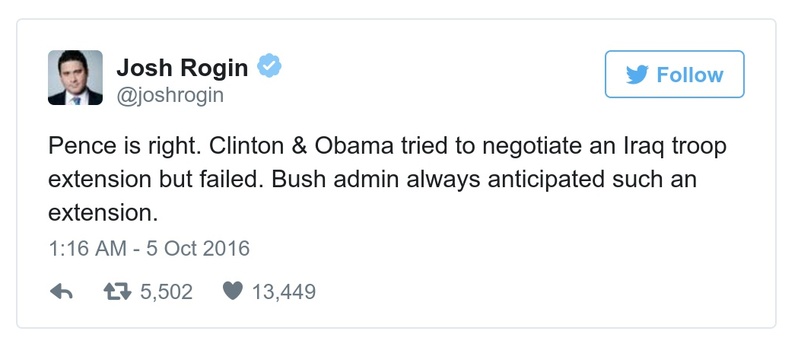 Josh Rogin
@joshrogin
Follow
Pence is right. Clinton & Obama tried to negotiate an Iraq troop
extension but failed. Bush admin always anticipated such an
extension.
1:16 AM - 5 Oct 2016
5,502 13,449